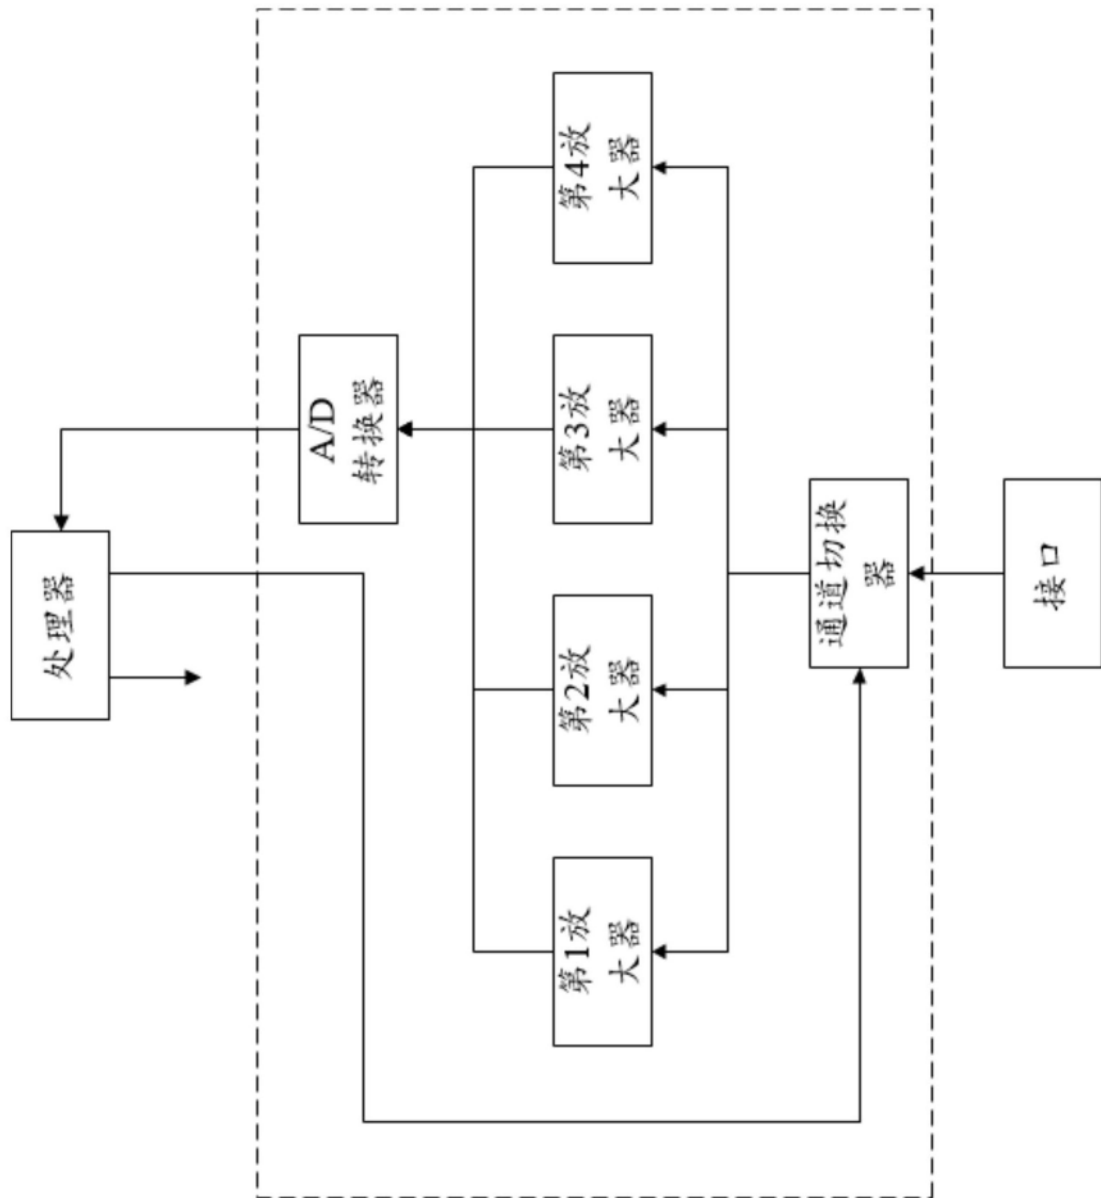 处理器
A/D
转换器
第1放
大器
第2放
大器
第3放
大器
第4放
大器
通道切换
器
接口